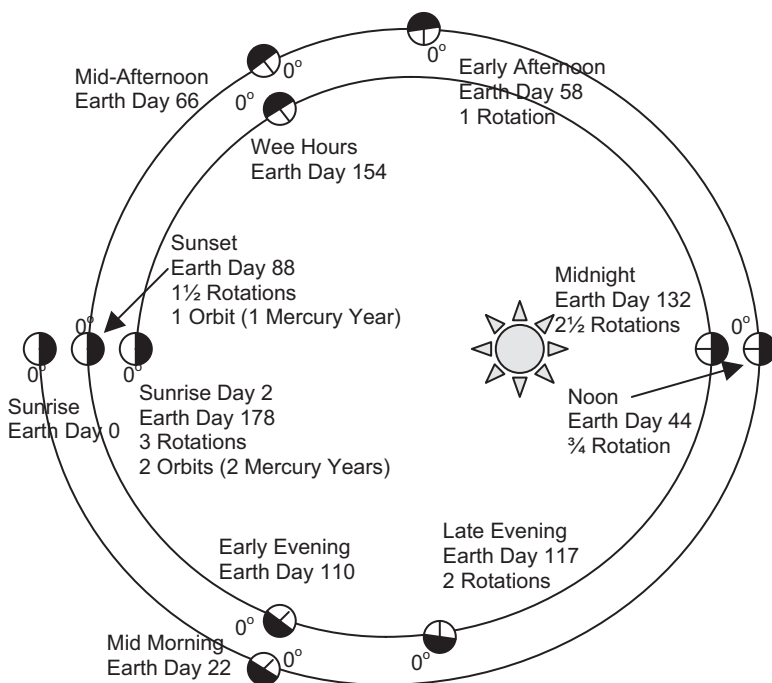 0°
Early Afternoon
Earth Day 58
1 Rotation
Mid-Afternoon
Earth Day 66
0°
0°
Wee Hours
Earth Day 154
Sunset
Earth Day 88
1½ Rotations
1 Orbit (1 Mercury Year)
0°
Midnight
Earth Day 132
2½ Rotations
0°
0°
Sunrise
Earth Day 0
0°
Sunrise Day 2
Earth Day 178
3 Rotations
2 Orbits (2 Mercury Years)
Noon
Earth Day 44
¾ Rotation
Early Evening
Earth Day 110
0°
Late Evening
Earth Day 117
2 Rotations
0°
Mid Morning
Earth Day 22
0°